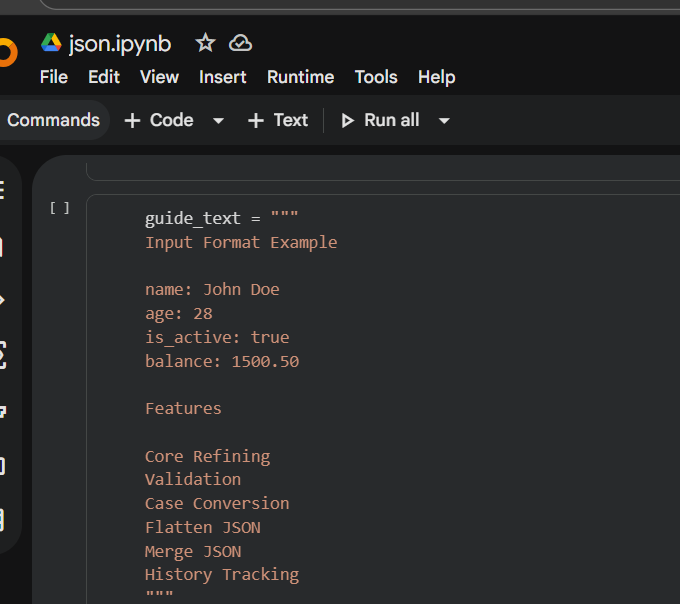 json.ipynb
File Edit View Insert Runtime Tools Help
Commands + Code + Text Run all
[ ]
guide_text = """
Input Format Example
name: John Doe
age: 28
is_active: true
balance: 1500.50
Features
Core Refining
Validation
Case Conversion
Flatten JSON
Merge JSON
History Tracking
"""